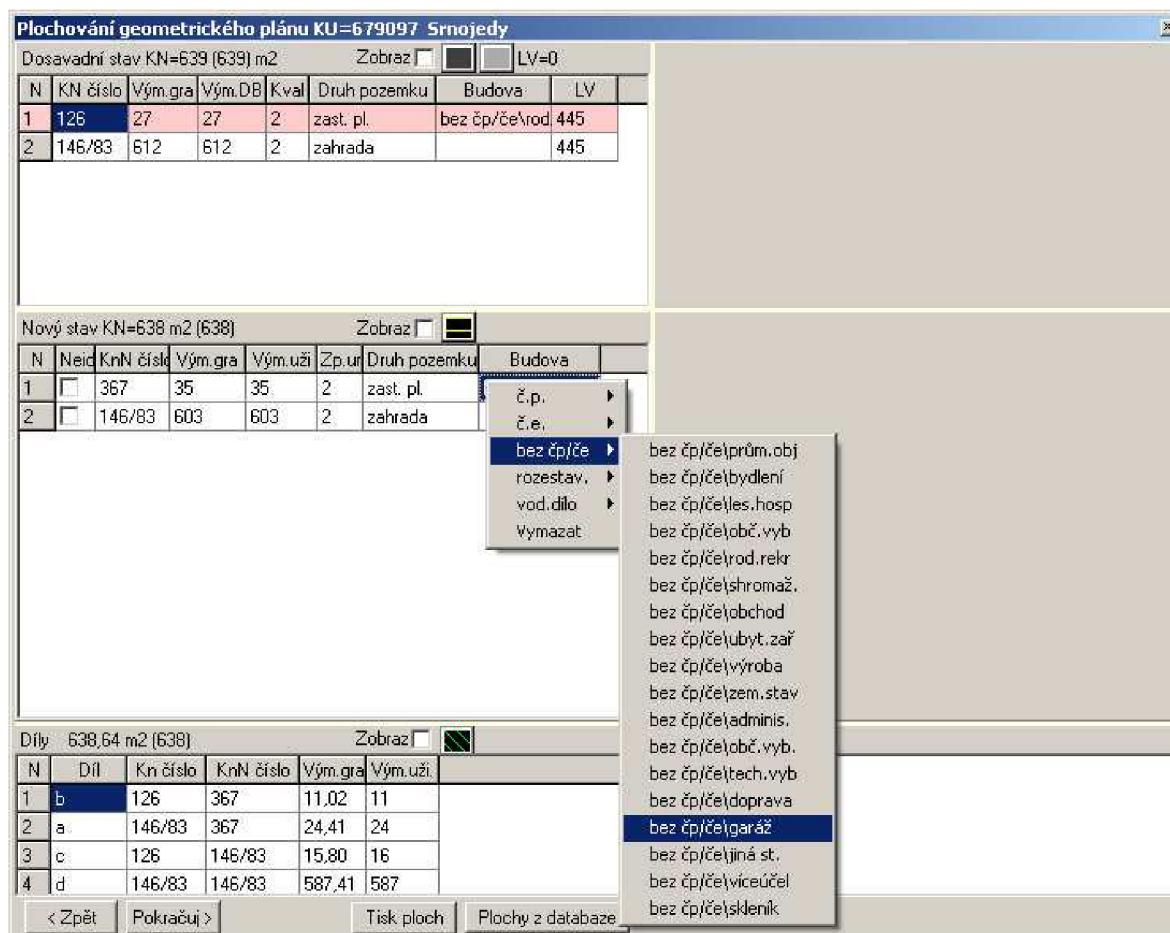 Plochování geometrického plánu KU=679097 Srnojedy
Dosavadní stav KN=639 (639) m2 Zobraz LV=0
N KN číslo Vým.gra Vým.DB Kval Druh pozemku Budova LV
1 126 27 27 2 zast. pl. bez čp/če\rod 445
2 146/83 612 612 2 zahrada 445
Nový stav KN=638 m2 (638) Zobraz
N Neid KnN čísl Vým.gra Vým.uži Zp.ur Druh pozemku Budova
1 367 35 35 2 zast. pl.
2 146/83 603 603 2 zahrada
č.p.
č.e.
bez čp/če
rozestav.
vod.dílo
Vymazat
bez čp/če\prům.obj
bez čp/če\bydlení
bez čp/če\les.hosp
bez čp/če\obč.vyb
bez čp/če\rod.rekr
bez čp/če\shromaž.
bez čp/če\obchod
bez čp/če\ubyt.zař
bez čp/če\výroba
bez čp/če\zem.stav
bez čp/če\adminis.
bez čp/če\obč.vyb.
bez čp/če\tech.vyb
bez čp/če\doprava
bez čp/če\garáž
bez čp/če\jiná st.
bez čp/če\víceúčel
bez čp/če\skleník
Díly 638,64 m2 (638) Zobraz
N Díl Kn číslo KnN číslo Vým.gra Vým.uži.
1 b 126 367 11,02 11
2 a 146/83 367 24,41 24
3 c 126 146/83 15,80 16
4 d 146/83 146/83 587,41 587
< Zpět Pokračuj > Tisk ploch Plochy z databaze